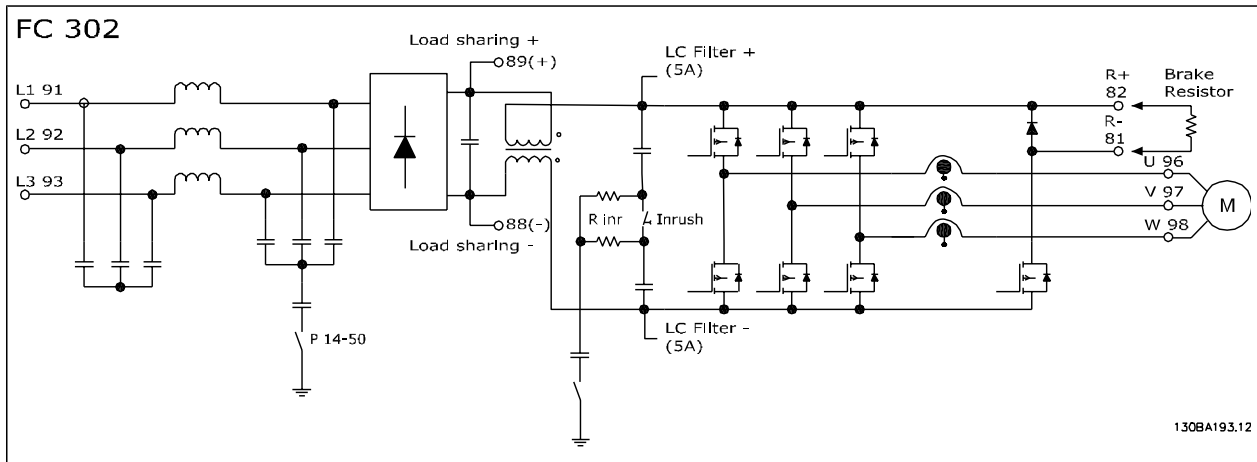 FC 302
Load sharing +
89(+)
LC Filter +
(5A)
R+
82
Brake
Resistor
L1 91
L2 92
L3 93
R-
81
U 96
V 97
W 98
M
R inr
Inrush
88(-)
Load sharing -
P 14-50
LC Filter -
(5A)
130BA193.12